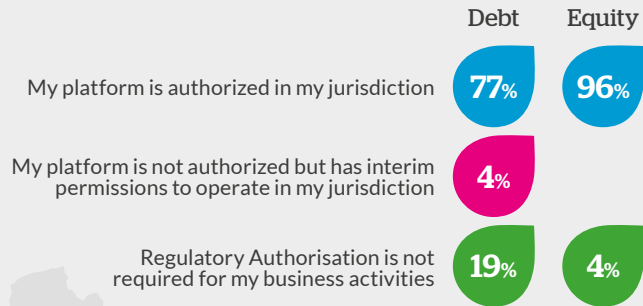 Debt Equity
My platform is authorized in my jurisdiction 77% 96%
My platform is not authorized but has interim
permissions to operate in my jurisdiction 4%
Regulatory Authorisation is not
required for my business activities 19% 4%